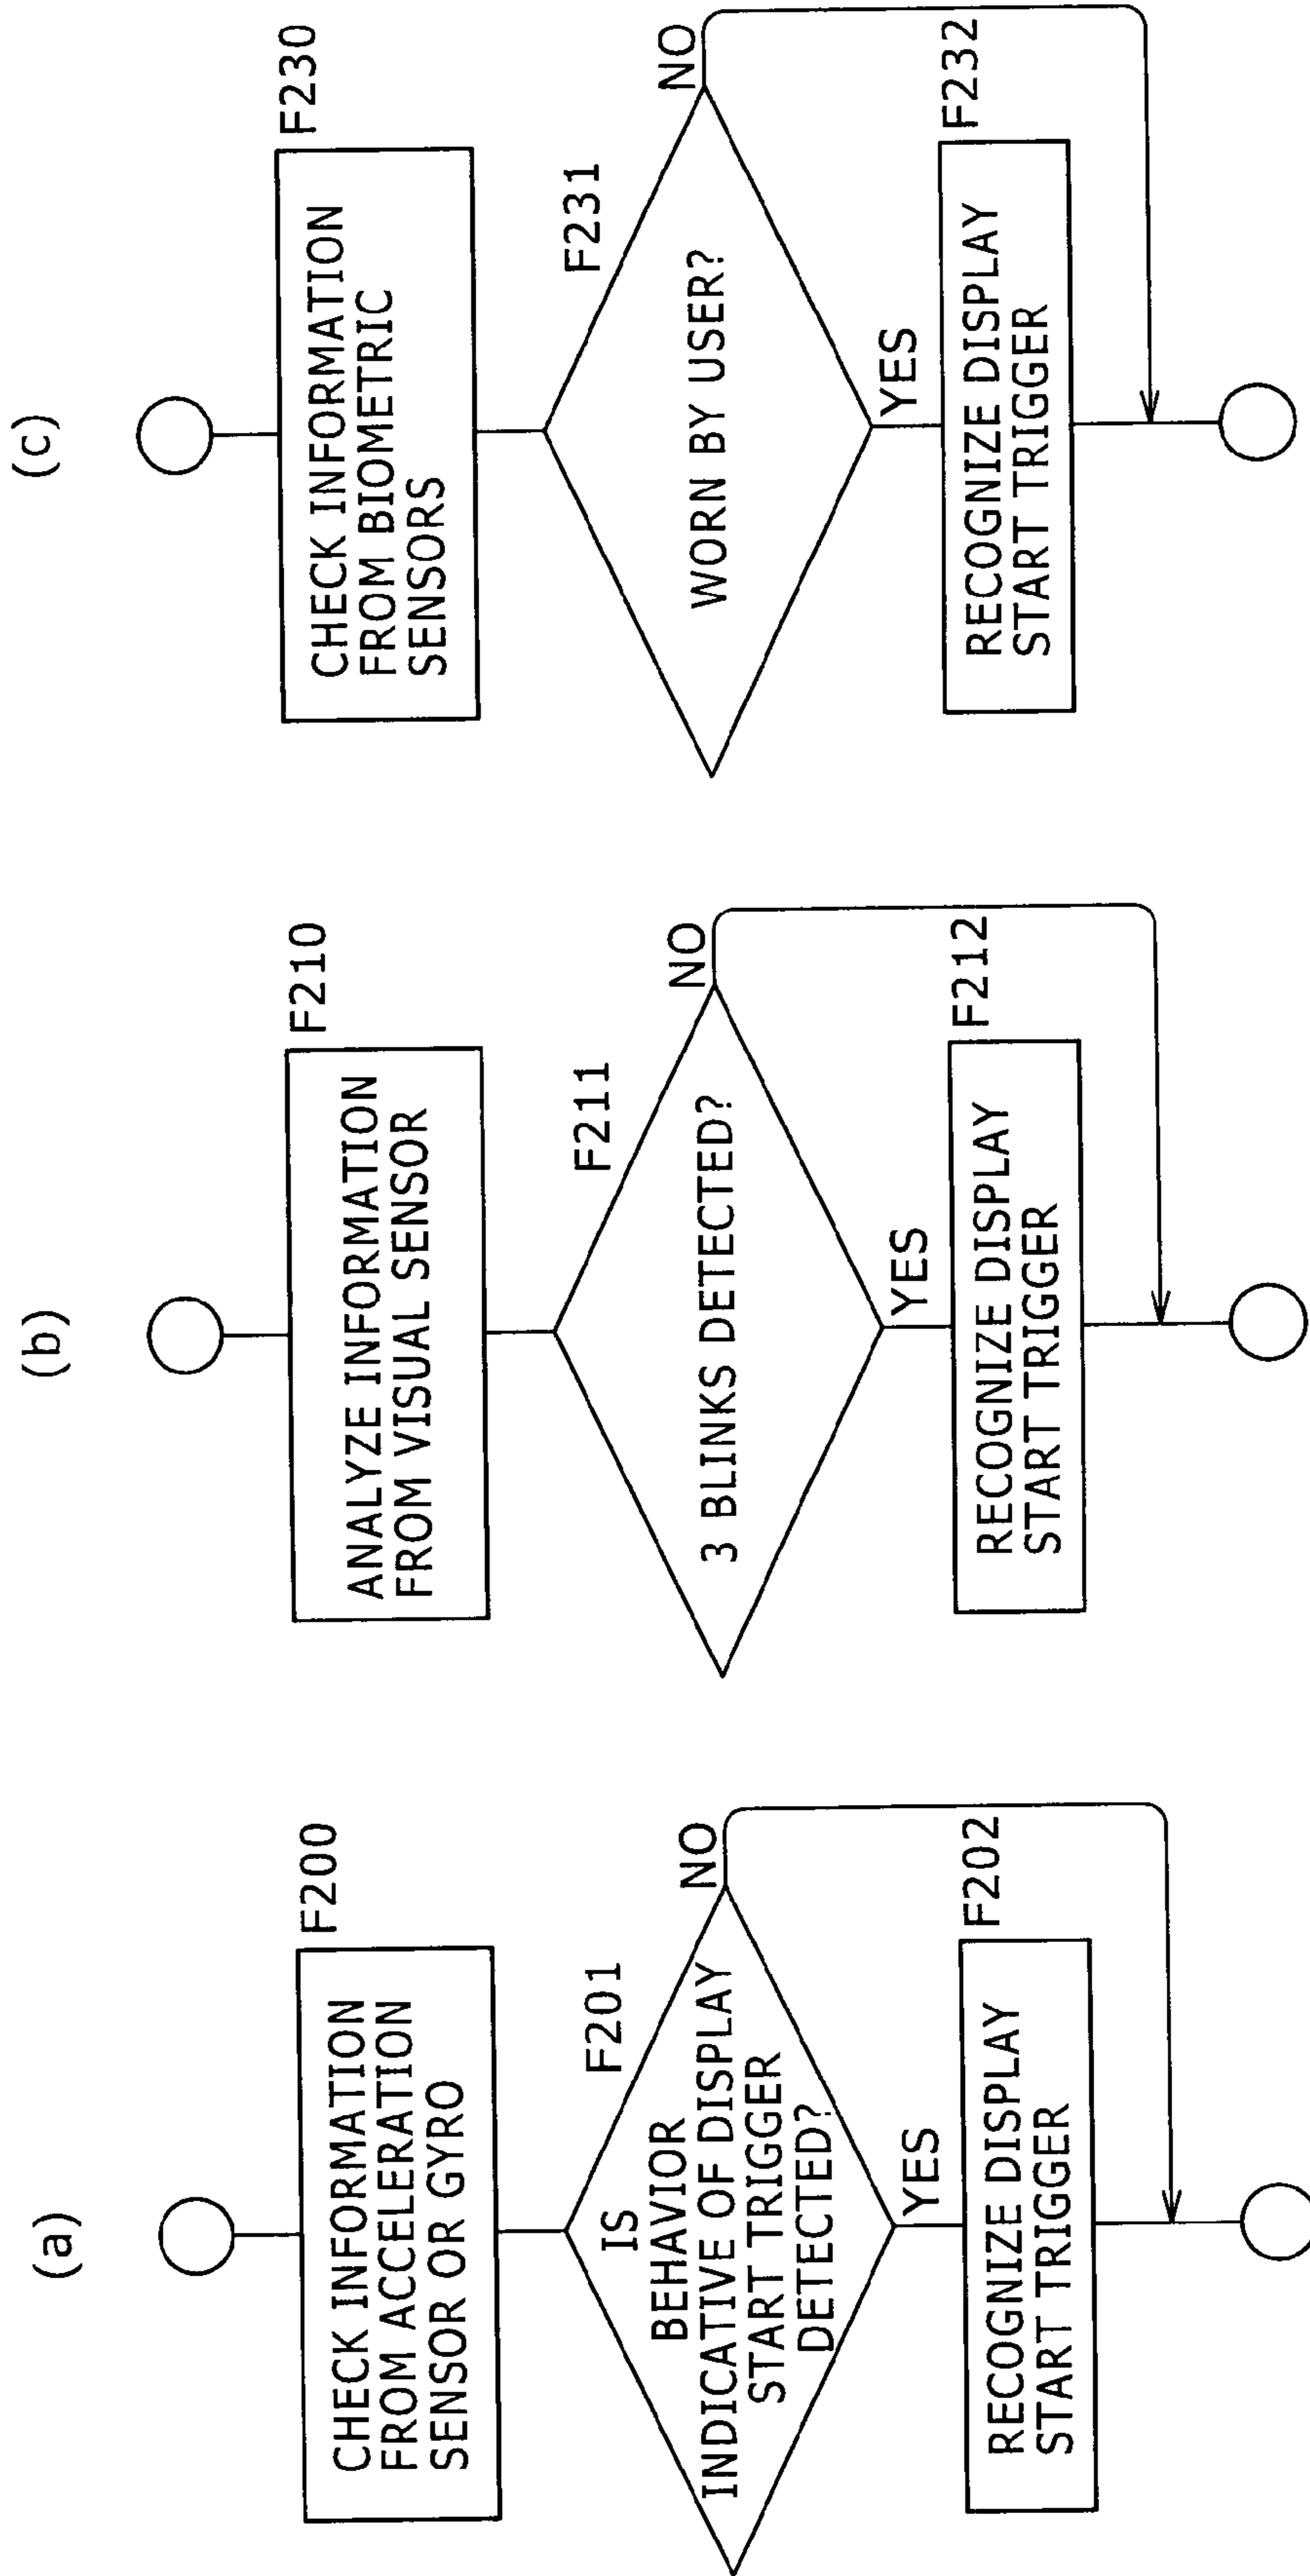 (a)
F200
CHECK INFORMATION
FROM ACCELERATION
SENSOR OR GYRO
F201
IS
BEHAVIOR
INDICATIVE OF DISPLAY
START TRIGGER
DETECTED?
NO
YES
F202
RECOGNIZE DISPLAY
START TRIGGER
(b)
F210
ANALYZE INFORMATION
FROM VISUAL SENSOR
F211
3 BLINKS DETECTED?
NO
YES
F212
RECOGNIZE DISPLAY
START TRIGGER
(c)
F230
CHECK INFORMATION
FROM BIOMETRIC
SENSORS
F231
WORN BY USER?
NO
YES
F232
RECOGNIZE DISPLAY
START TRIGGER